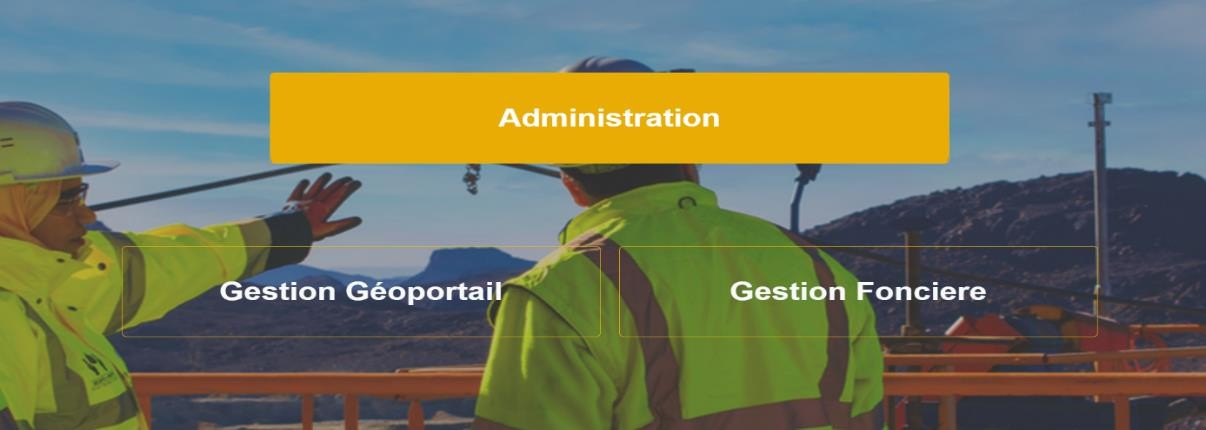 Administration
Gestion Géoportail
Gestion Fonciere